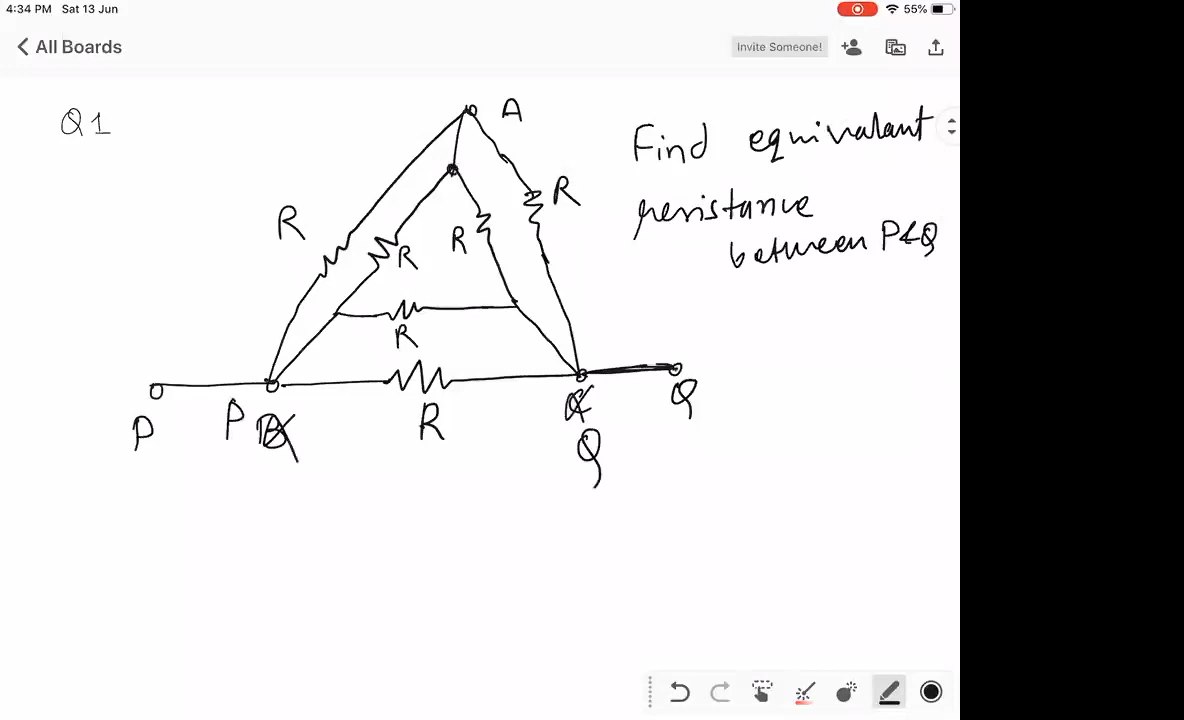 4:34 PM Sat 13 Jun
55%
All Boards
Invite Someone!
Q1
A
Find equivalant
resistance
between P&Q
R
R
R
R
R
R
P
P B
Q
Q